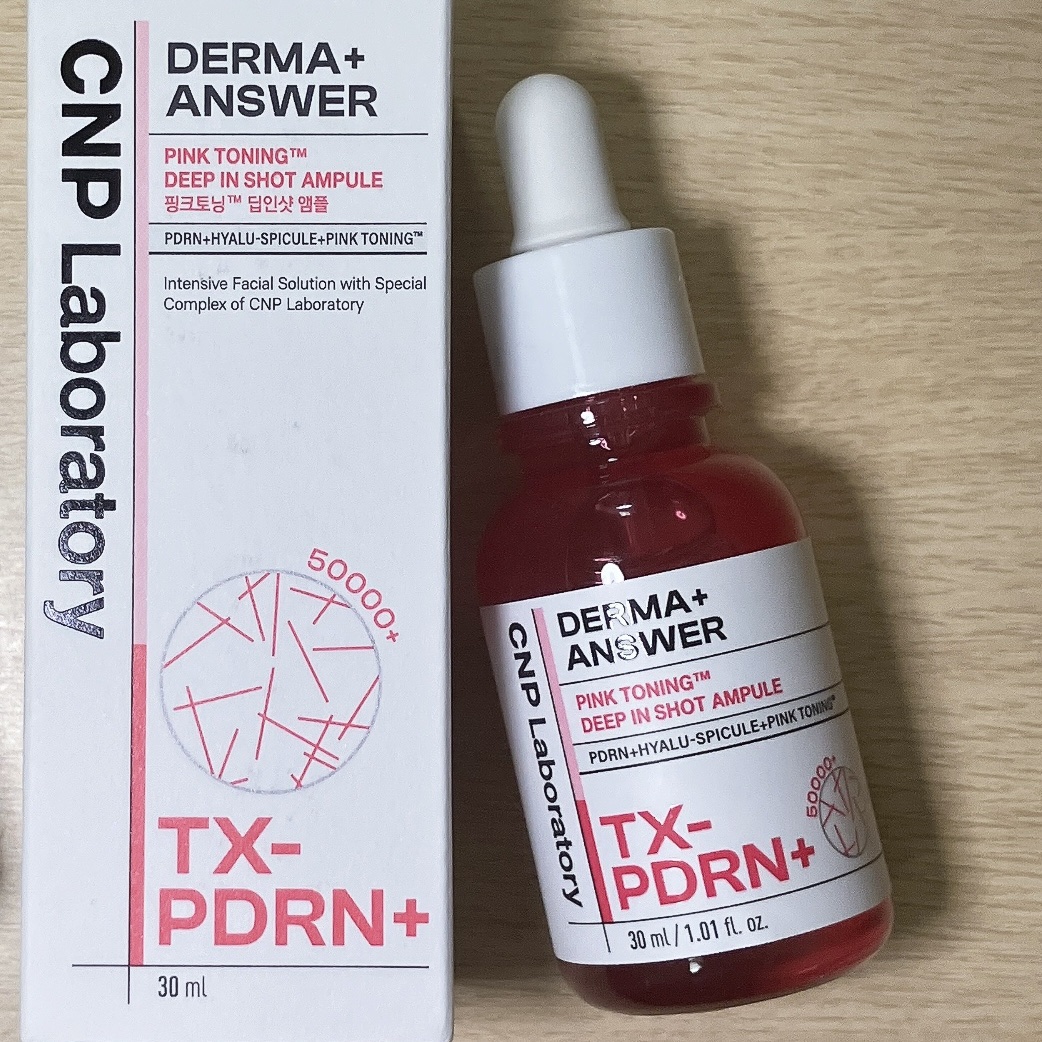 CNP Laboratory
DERMA+
ANSWER
PINK TONING™
DEEP IN SHOT AMPULE
핑크토닝™ 딥인샷 앰플
PDRN+HYALU-SPICULE+PINK TONING™
Intensive Facial Solution with Special
Complex of CNP Laboratory
50000+
TX-
PDRN+
30 ml
CNP Laboratory
DERMA+
ANSWER
PINK TONING™
DEEP IN SHOT AMPULE
PDRN+HYALU-SPICULE+PINK TONING™
50000+
TX-
PDRN+
30 ml / 1.01 fl. oz.